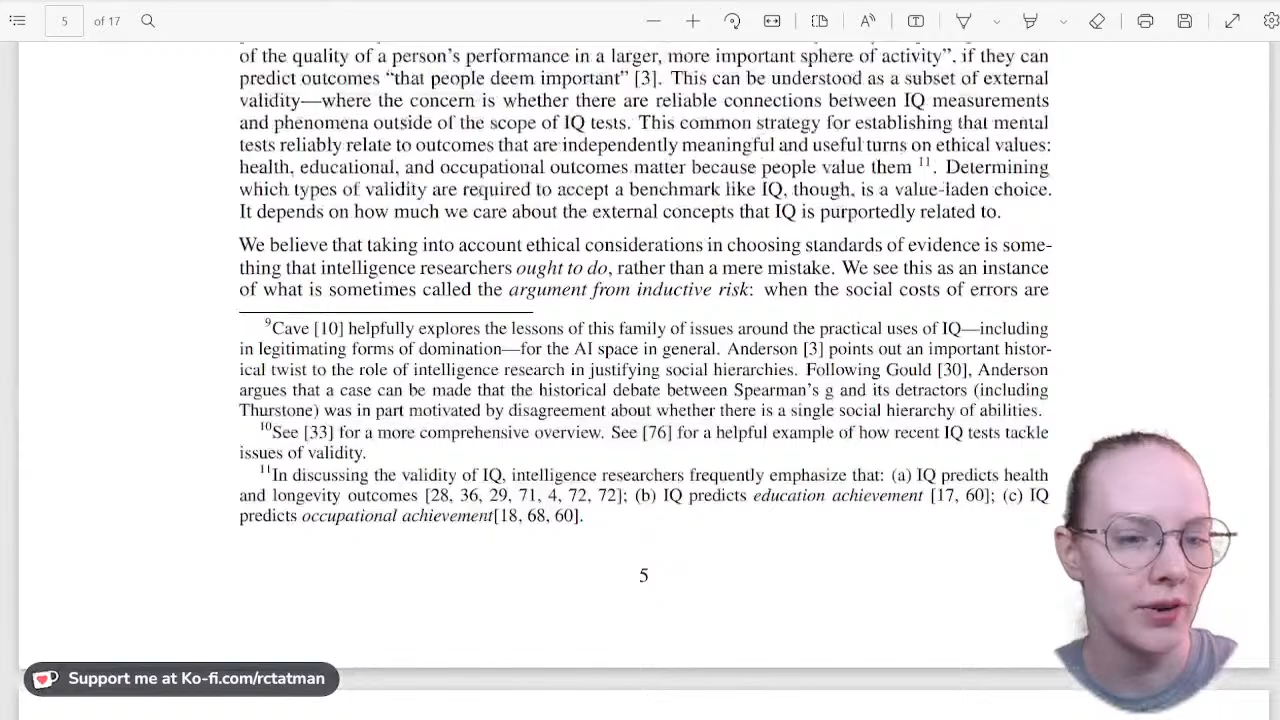 5 of 17
of the quality of a person's performance in a larger, more important sphere of activity”, if they can
predict outcomes “that people deem important” [3]. This can be understood as a subset of external
validity—where the concern is whether there are reliable connections between IQ measurements
and phenomena outside of the scope of IQ tests. This common strategy for establishing that mental
tests reliably relate to outcomes that are independently meaningful and useful turns on ethical values:
health, educational, and occupational outcomes matter because people value them 11. Determining
which types of validity are required to accept a benchmark like IQ, though, is a value-laden choice.
It depends on how much we care about the external concepts that IQ is purportedly related to.
We believe that taking into account ethical considerations in choosing standards of evidence is some-
thing that intelligence researchers ought to do, rather than a mere mistake. We see this as an instance
of what is sometimes called the argument from inductive risk: when the social costs of errors are
9Cave [10] helpfully explores the lessons of this family of issues around the practical uses of IQ—including
in legitimating forms of domination—for the AI space in general. Anderson [3] points out an important histor-
ical twist to the role of intelligence research in justifying social hierarchies. Following Gould [30], Anderson
argues that a case can be made that the historical debate between Spearman's g and its detractors (including
Thurstone) was in part motivated by disagreement about whether there is a single social hierarchy of abilities.
10See [33] for a more comprehensive overview. See [76] for a helpful example of how recent IQ tests tackle
issues of validity.
11In discussing the validity of IQ, intelligence researchers frequently emphasize that: (a) IQ predicts health
and longevity outcomes [28, 36, 29, 71, 4, 72, 72]; (b) IQ predicts education achievement [17, 60]; (c) IQ
predicts occupational achievement[18, 68, 60].
5
Support me at Ko-fi.com/rctatman